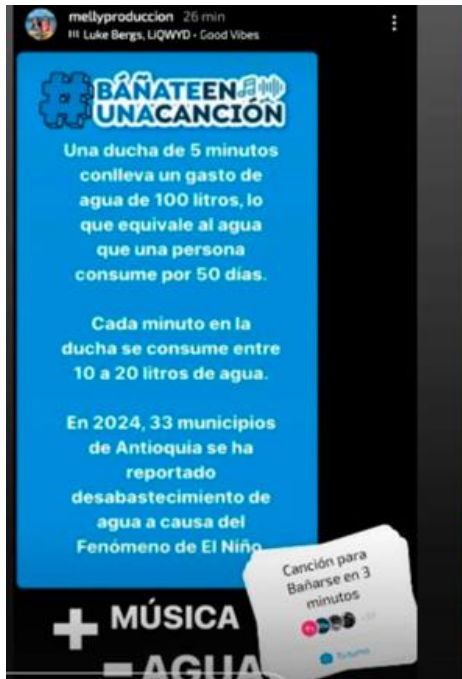 mellyproduccion 26 min
Luke Bergs, LiQWYD • Good Vibes
#BÁÑATEEN
UNACANCIÓN
Una ducha de 5 minutos
conlleva un gasto de
agua de 100 litros, lo
que equivale al agua
que una persona
consume por 50 días.
Cada minuto en la
ducha se consume entre
10 a 20 litros de agua.
En 2024, 33 municipios
de Antioquia se ha
reportado
desabastecimiento de
agua a causa del
Fenómeno de El Niño
Canción para
Bañarse en 3
minutos
Tu turno
+ MÚSICA
- AGUA